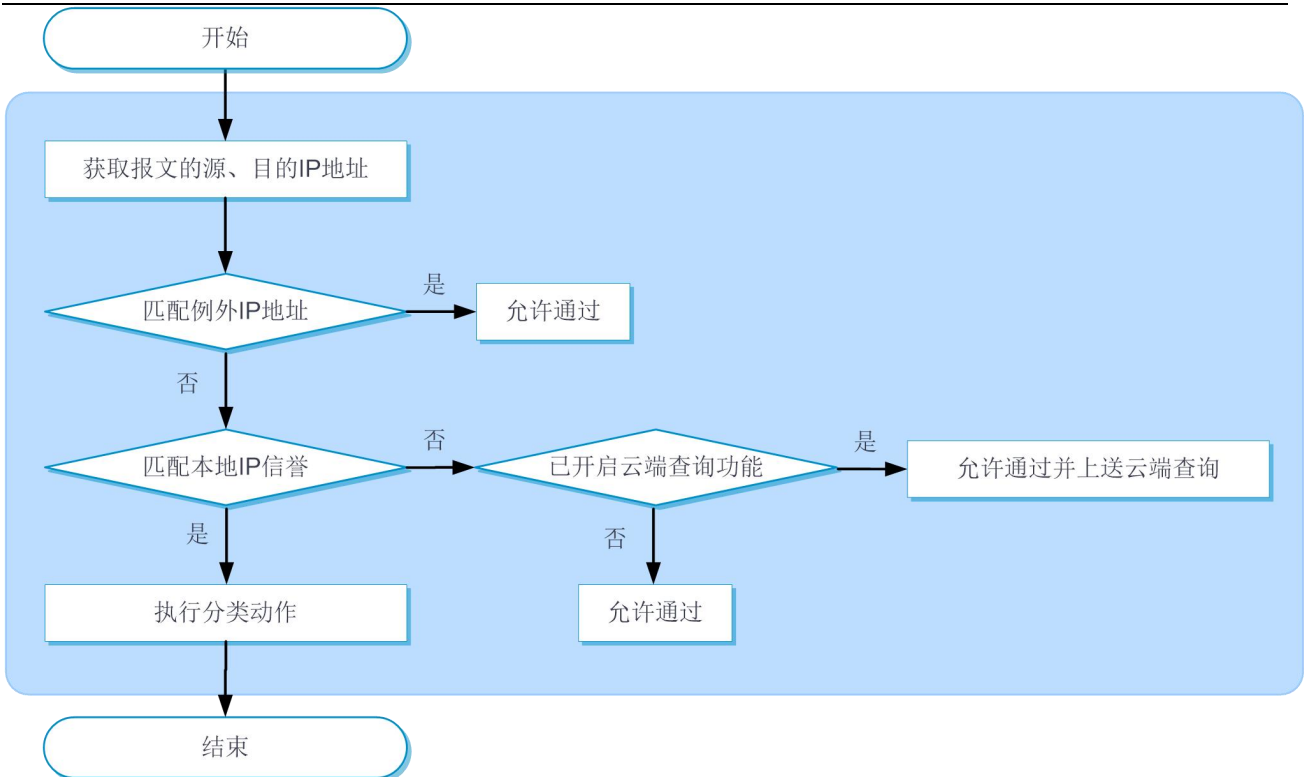 开始
获取报文的源、目的IP地址
匹配例外IP地址
是
允许通过
否
匹配本地IP信誉
否
已开启云端查询功能
是
允许通过并上送云端查询
是
否
执行分类动作
允许通过
结束